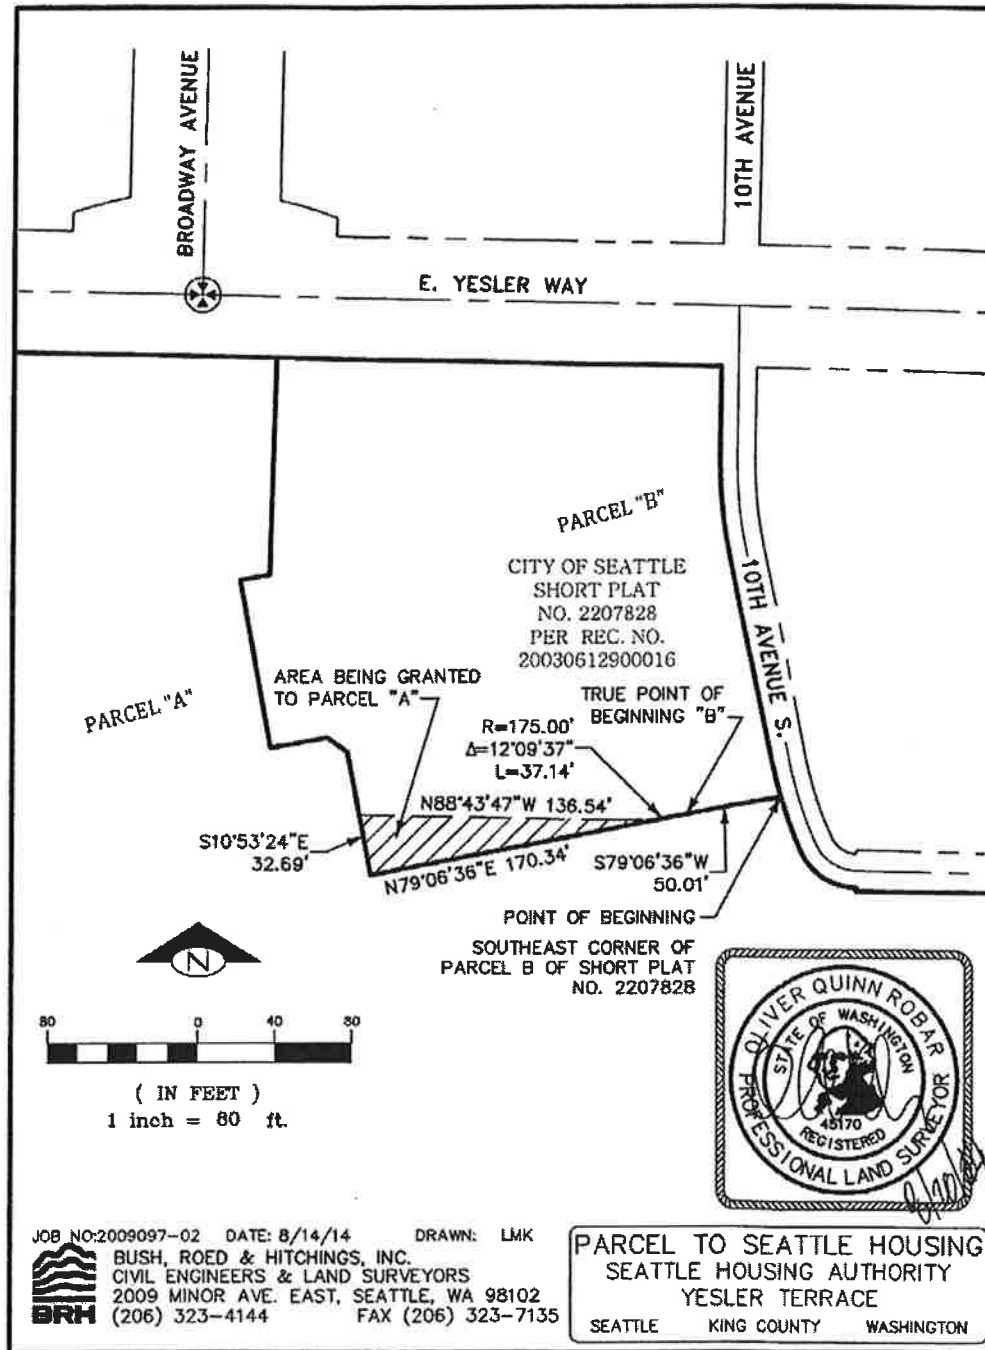 BROADWAY AVENUE
10TH AVENUE
E. YESLER WAY
PARCEL "B"
CITY OF SEATTLE
SHORT PLAT
NO. 2207828
PER REC. NO.
20030612900016
10TH AVENUE S.
AREA BEING GRANTED
TO PARCEL "A"
PARCEL "A"
TRUE POINT OF
BEGINNING "B"
R=175.00'
Δ=12°09'37"
L=37.14'
N88°43'47"W 136.54'
S10°53'24"E
32.69'
N79°06'36"E 170.34'
S79°06'36"W
50.01'
POINT OF BEGINNING
SOUTHEAST CORNER OF
PARCEL B OF SHORT PLAT
NO. 2207828
N
80 0 40 80
( IN FEET )
1 inch = 80 ft.
OLIVER QUINN ROBAR
STATE OF WASHINGTON
45170
REGISTERED
PROFESSIONAL LAND SURVEYOR
JOB NO:2009097-02 DATE: 8/14/14 DRAWN: LMK
BRH
BUSH, ROED & HITCHINGS, INC.
CIVIL ENGINEERS & LAND SURVEYORS
2009 MINOR AVE. EAST, SEATTLE, WA 98102
(206) 323-4144 FAX (206) 323-7135
PARCEL TO SEATTLE HOUSING
SEATTLE HOUSING AUTHORITY
YESLER TERRACE
SEATTLE KING COUNTY WASHINGTON